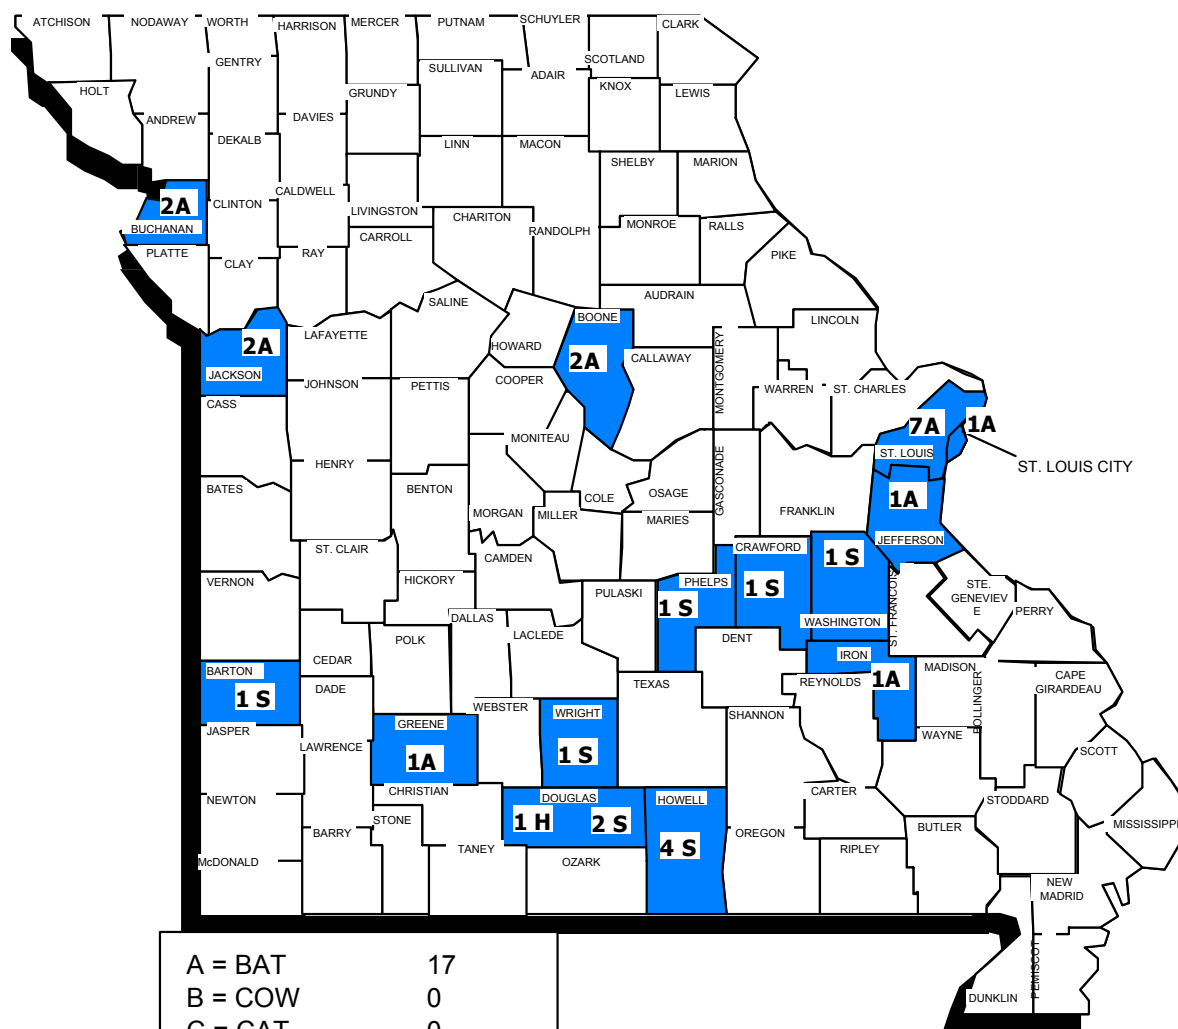 ATCHISON
NODAWAY
WORTH
HARRISON
MERCER
PUTNAM
SCHUYLER
CLARK
GENTRY
SULLIVAN
ADAIR
SCOTLAND
HOLT
GRUNDY
KNOX
LEWIS
ANDREW
DAVIES
DEKALB
LINN
MACON
SHELBY
MARION
2A
CLINTON
CALDWELL
LIVINGSTON
CHARITON
BUCHANAN
CARROLL
RANDOLPH
MONROE
RALLS
PLATTE
CLAY
RAY
PIKE
SALINE
AUDRAIN
BOONE
LINCOLN
2A
LAFAYETTE
HOWARD
2A
CALLAWAY
MONTGOMERY
JACKSON
JOHNSON
PETTIS
COOPER
WARREN
ST. CHARLES
CASS
7A
1A
MONITEAU
ST. LOUIS
ST. LOUIS CITY
HENRY
BATES
BENTON
COLE
OSAGE
GASCONADE
1A
MORGAN
MILLER
MARIES
FRANKLIN
ST. CLAIR
CAMDEN
CRAWFORD
JEFFERSON
VERNON
HICKORY
PULASKI
PHELPS
1 S
1 S
1 S
STE.
GENEVIEV
E
ST. FRANCOIS
PERRY
DALLAS
LACLEDE
WASHINGTON
POLK
DENT
CEDAR
IRON
BARTON
DADE
TEXAS
REYNOLDS
1A
MADISON
BOLLINGER
CAPE
GIRARDEAU
1 S
WEBSTER
WRIGHT
SHANNON
JASPER
GREENE
LAWRENCE
1A
1 S
WAYNE
SCOTT
NEWTON
CHRISTIAN
DOUGLAS
HOWELL
CARTER
STODDARD
STONE
1 H
2 S
MISSISSIPPI
BARRY
OREGON
BUTLER
McDONALD
TANEY
OZARK
4 S
RIPLEY
NEW
MADRID
PEMISCOT
DUNKLIN
A = BAT 17
B = COW 0
C = CAT 0